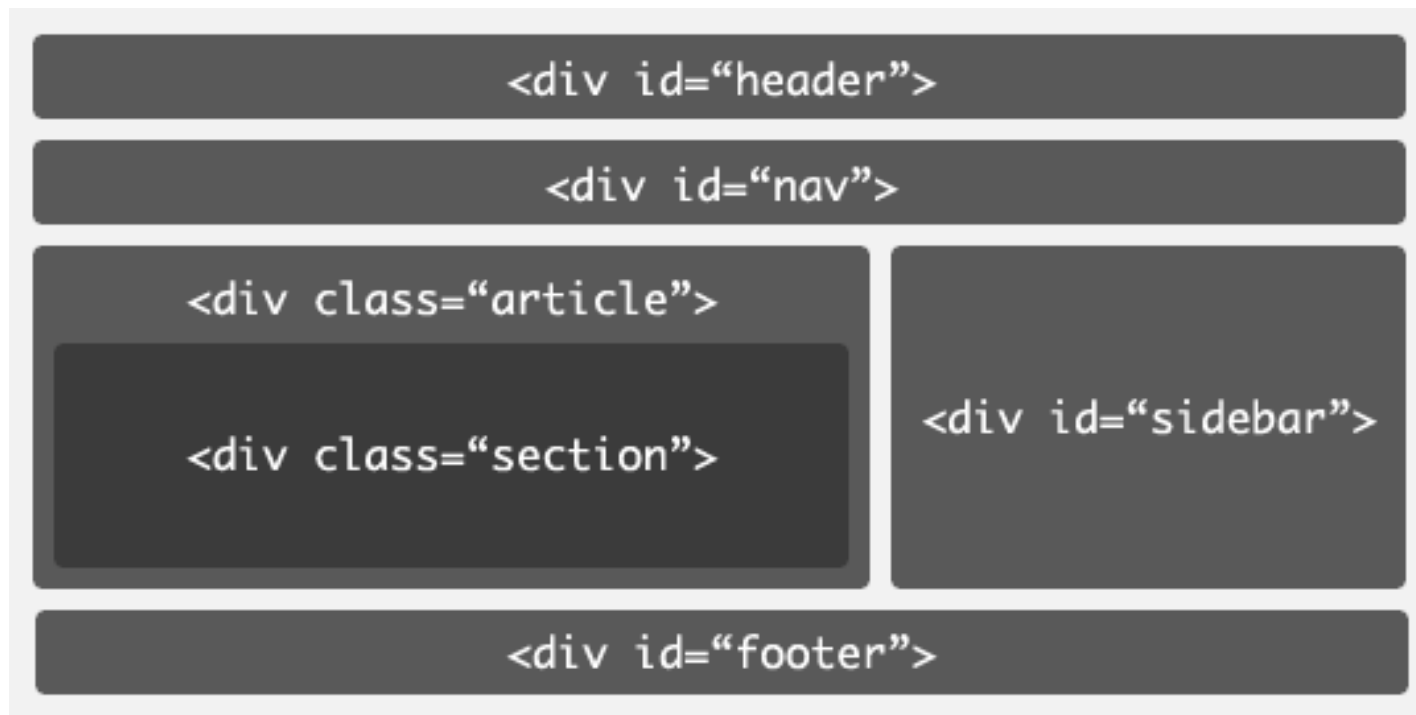 <div id=“header”>
<div id=“nav”>
<div class=“article”>
<div class=“section”>
<div id=“sidebar”>
<div id=“footer”>